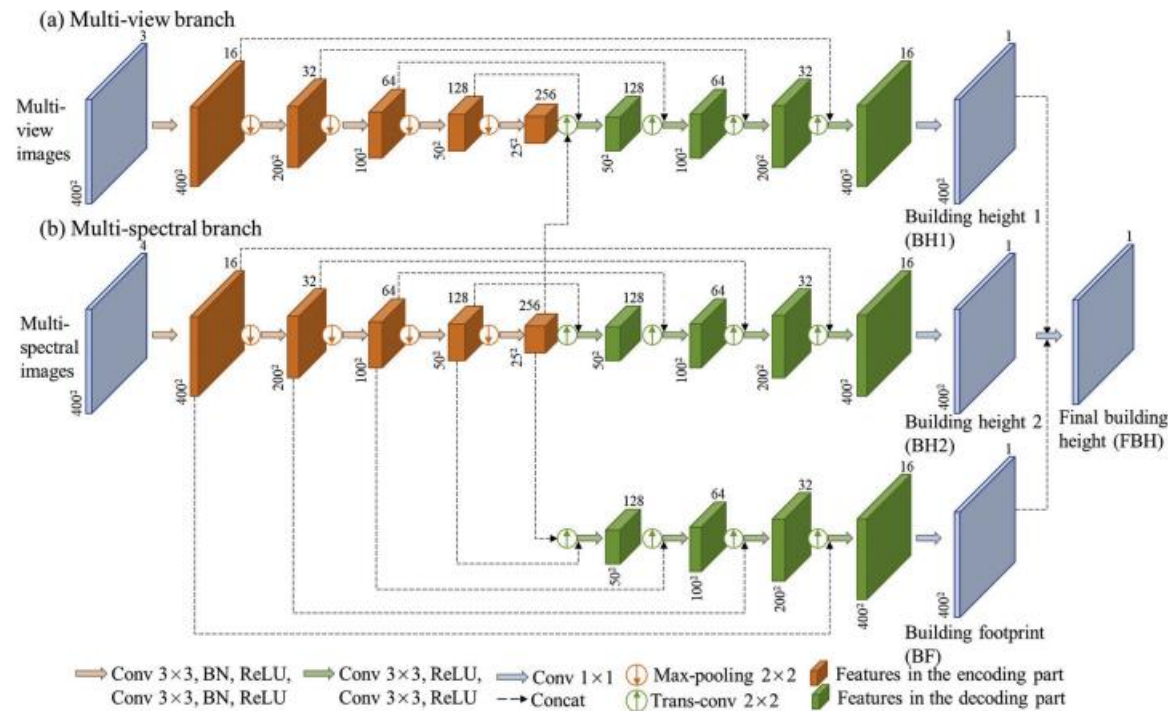 (a) Multi-view branch
3
16
32
64
128
256
128
64
32
16
1
Multi-
view
images
400²
400²
200²
100²
50²
25²
50²
100²
200²
400²
400²
Building height 1
(BH1)
(b) Multi-spectral branch
4
16
32
64
128
256
128
64
32
16
1
1
Multi-
spectral
images
400²
400²
200²
100²
50²
25²
50²
100²
200²
400²
400²
Building height 2
(BH2)
Final building
height (FBH)
128
64
32
16
1
50²
100²
200²
400²
400²
Building footprint
(BF)
Conv 3×3, BN, ReLU,
Conv 3×3, BN, ReLU
Conv 3×3, ReLU,
Conv 3×3, ReLU
Conv 1×1
Concat
Max-pooling 2×2
Trans-conv 2×2
Features in the encoding part
Features in the decoding part